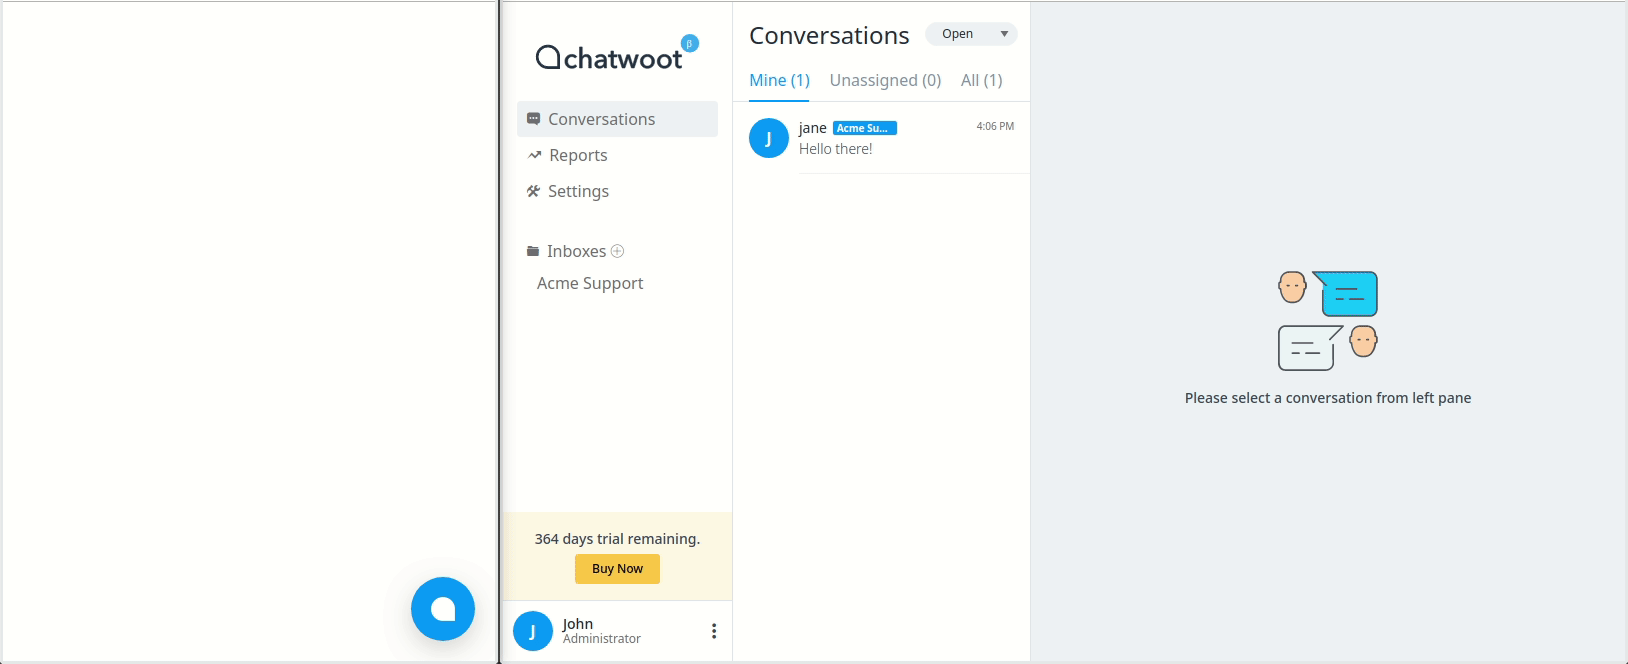 chatwoot β
Conversations
Reports
Settings
Inboxes
Acme Support
364 days trial remaining.
Buy Now
J
John
Administrator
Conversations
Open
Mine (1) Unassigned (0) All (1)
J
jane Acme Su... 4:06 PM
Hello there!
Please select a conversation from left pane